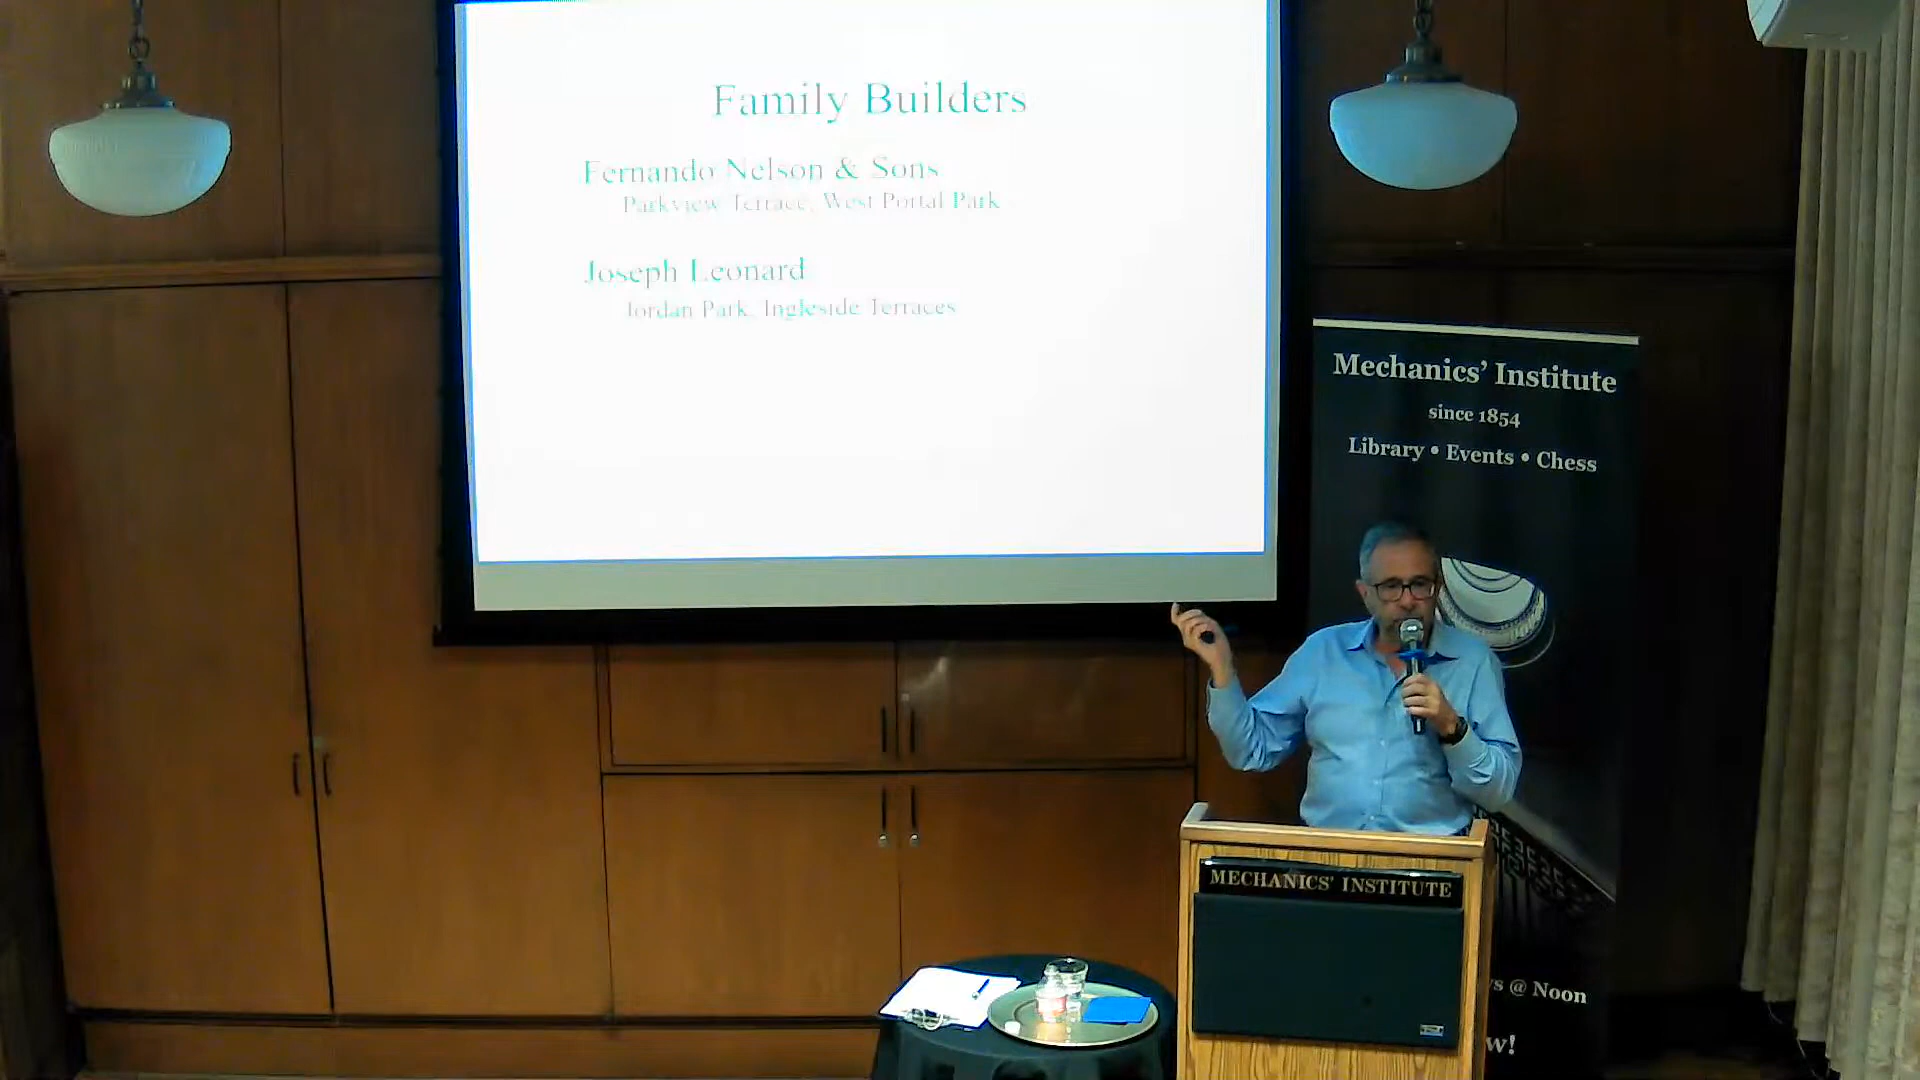 Family Builders
Fernando Nelson & Sons
Parkview Terrace, West Portal Park
Joseph Leonard
Jordan Park, Ingleside Terraces
Mechanics' Institute
since 1854
Library • Events • Chess
MECHANICS' INSTITUTE
@ Noon